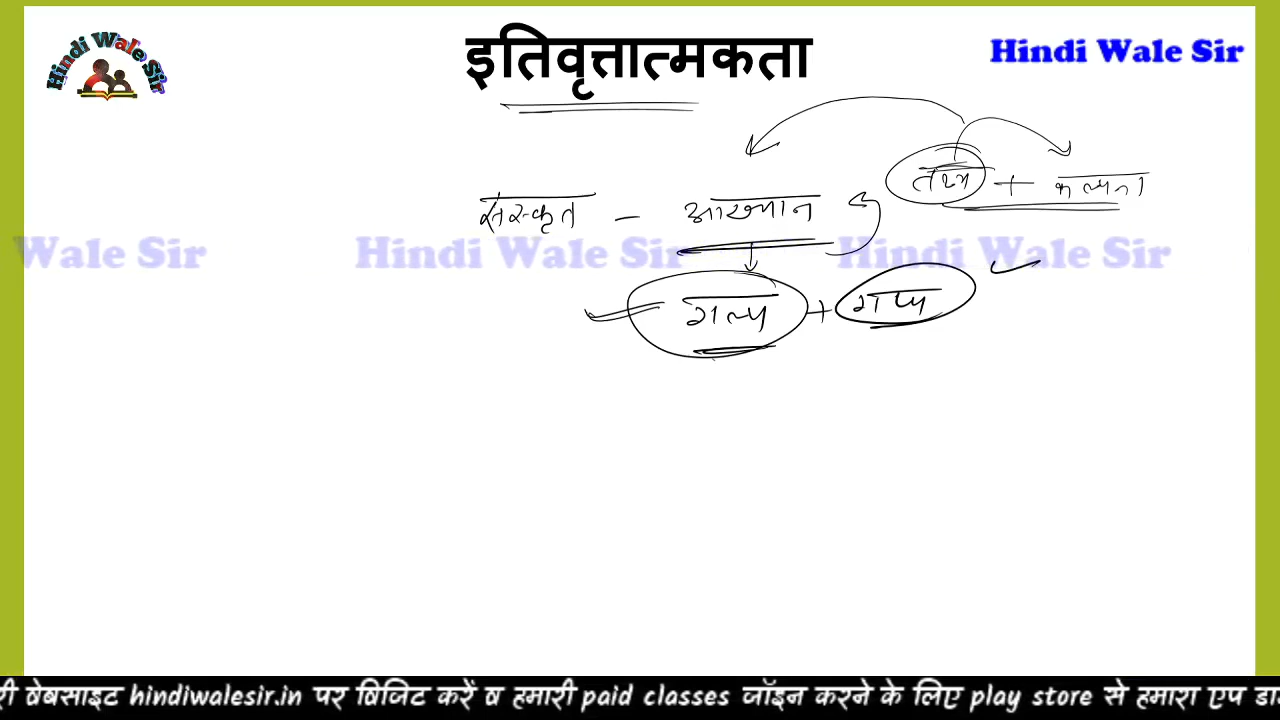 Hindi Wale Sir
इतिवृत्तात्मकता
Hindi Wale Sir
तथ्य + कल्पना
संस्कृत - आख्यान
Wale Sir Hindi Wale Sir Hindi Wale Sir
गल्प + गप्प
री वेबसाइट hindiwalesir.in पर विजिट करें व हमारी paid classes जॉइन करने के लिए play store से हमारा एप डा